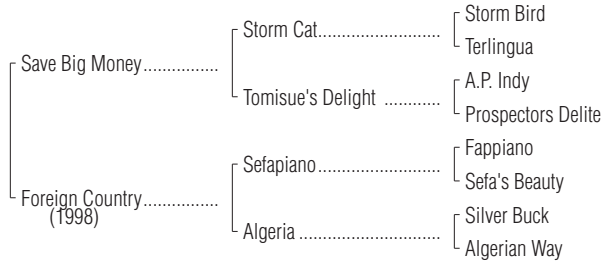 Storm Bird
Storm Cat
Terlingua
Save Big Money
A.P. Indy
Tomisue's Delight
Prospectors Delite
Fappiano
Sefapiano
Sefa's Beauty
Foreign Country
(1998)
Silver Buck
Algeria
Algerian Way